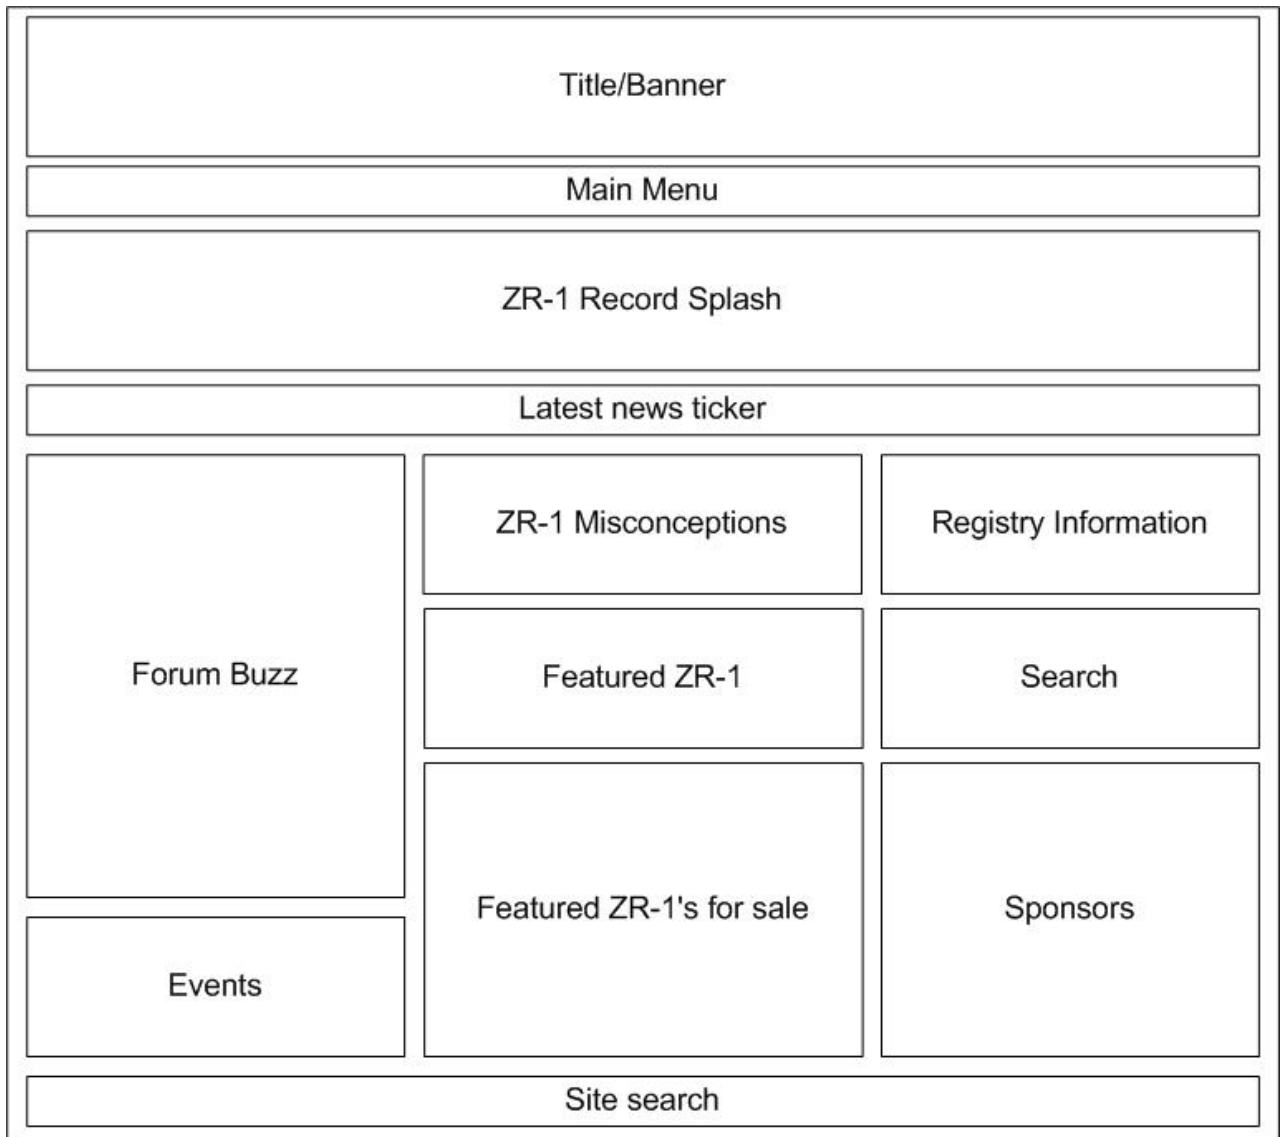 Title/Banner
Main Menu
ZR-1 Record Splash
Latest news ticker
Forum Buzz
Events
ZR-1 Misconceptions
Featured ZR-1
Featured ZR-1's for sale
Registry Information
Search
Sponsors
Site search